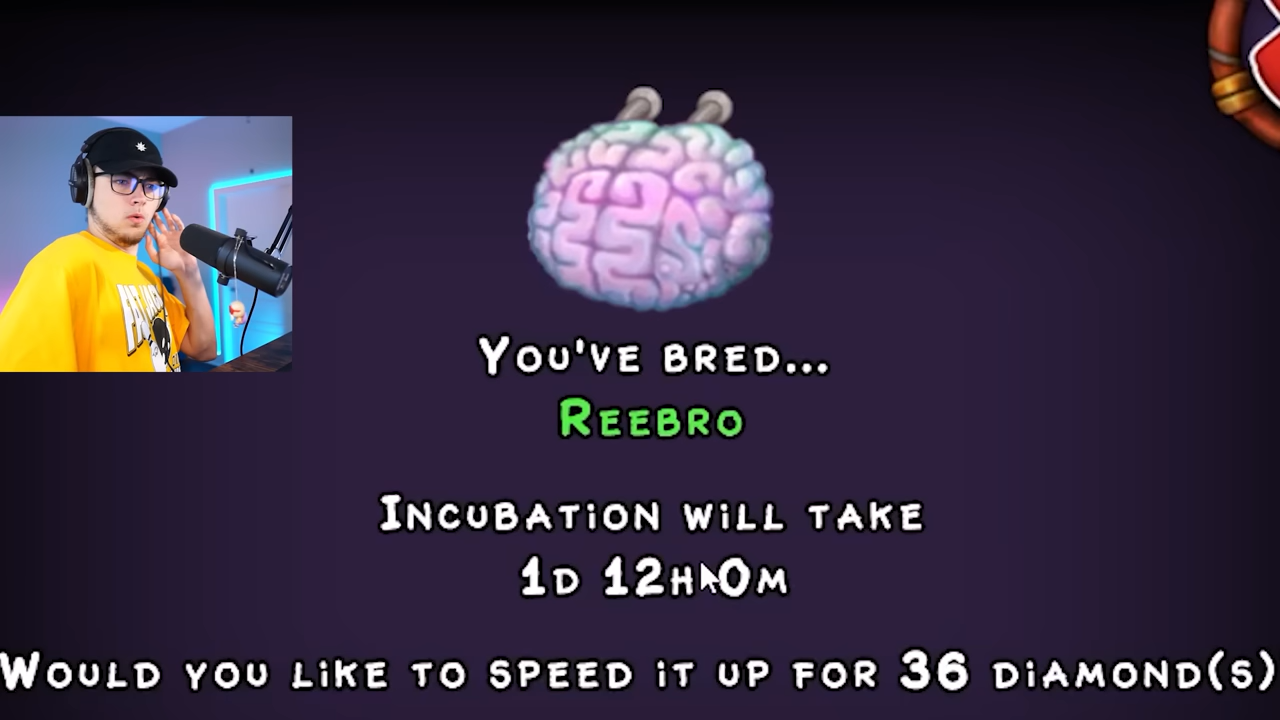 You've bred...
Reebro
Incubation will take
1d 12h 0m
Would you like to speed it up for 36 diamond(s)